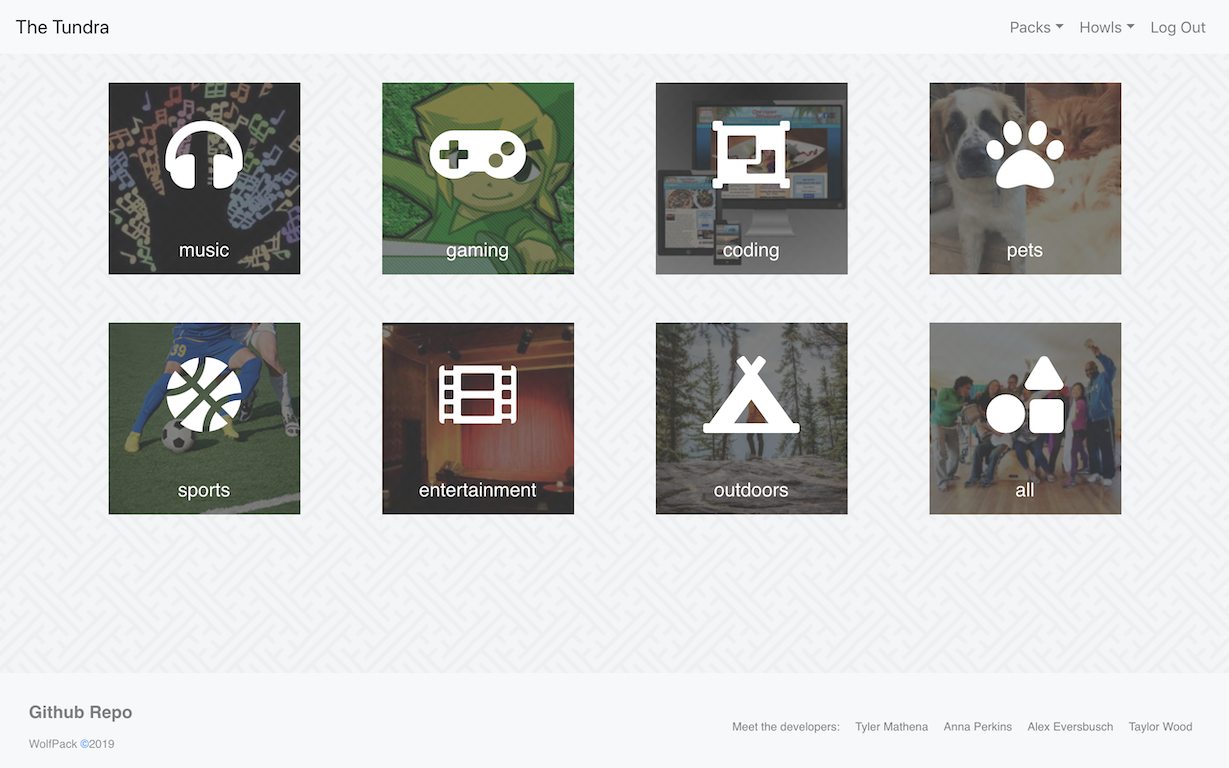 The Tundra
Packs
Howls
Log Out
music
gaming
coding
pets
39
sports
entertainment
outdoors
all
Github Repo
WolfPack ©2019
Meet the developers: Tyler Mathena Anna Perkins Alex Eversbusch Taylor Wood